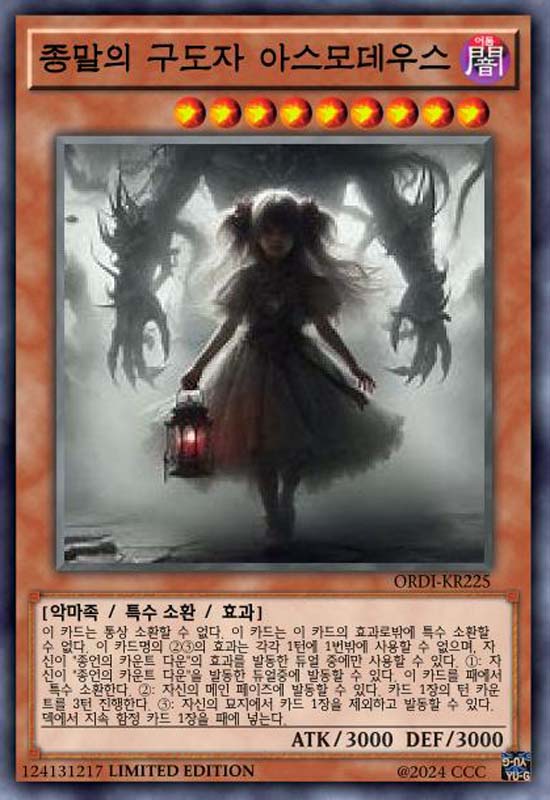 종말의 구도자 아스모데우스
어둠
闇
ORDI-KR225
[악마족 / 특수 소환 / 효과]
이 카드는 통상 소환할 수 없다. 이 카드는 이 카드의 효과로밖에 특수 소환할
수 없다. 이 카드명의 ②③의 효과는 각각 1턴에 1번밖에 사용할 수 없으며, 자
신이 "종언의 카운트 다운"의 효과를 발동한 듀얼 중에만 사용할 수 있다. ①: 자
신이 "종언의 카운트 다운"을 발동한 듀얼중에 발동할 수 있다. 이 카드를 패에서
특수 소환한다. ②: 자신의 메인 페이즈에 발동할 수 있다. 카드 1장의 턴 카운
트를 3턴 진행한다. ③: 자신의 묘지에서 카드 1장을 제외하고 발동할 수 있다.
덱에서 지속 함정 카드 1장을 패에 넣는다.
ATK/3000 DEF/3000
124131217 LIMITED EDITION
©2024 CCC
YU-G